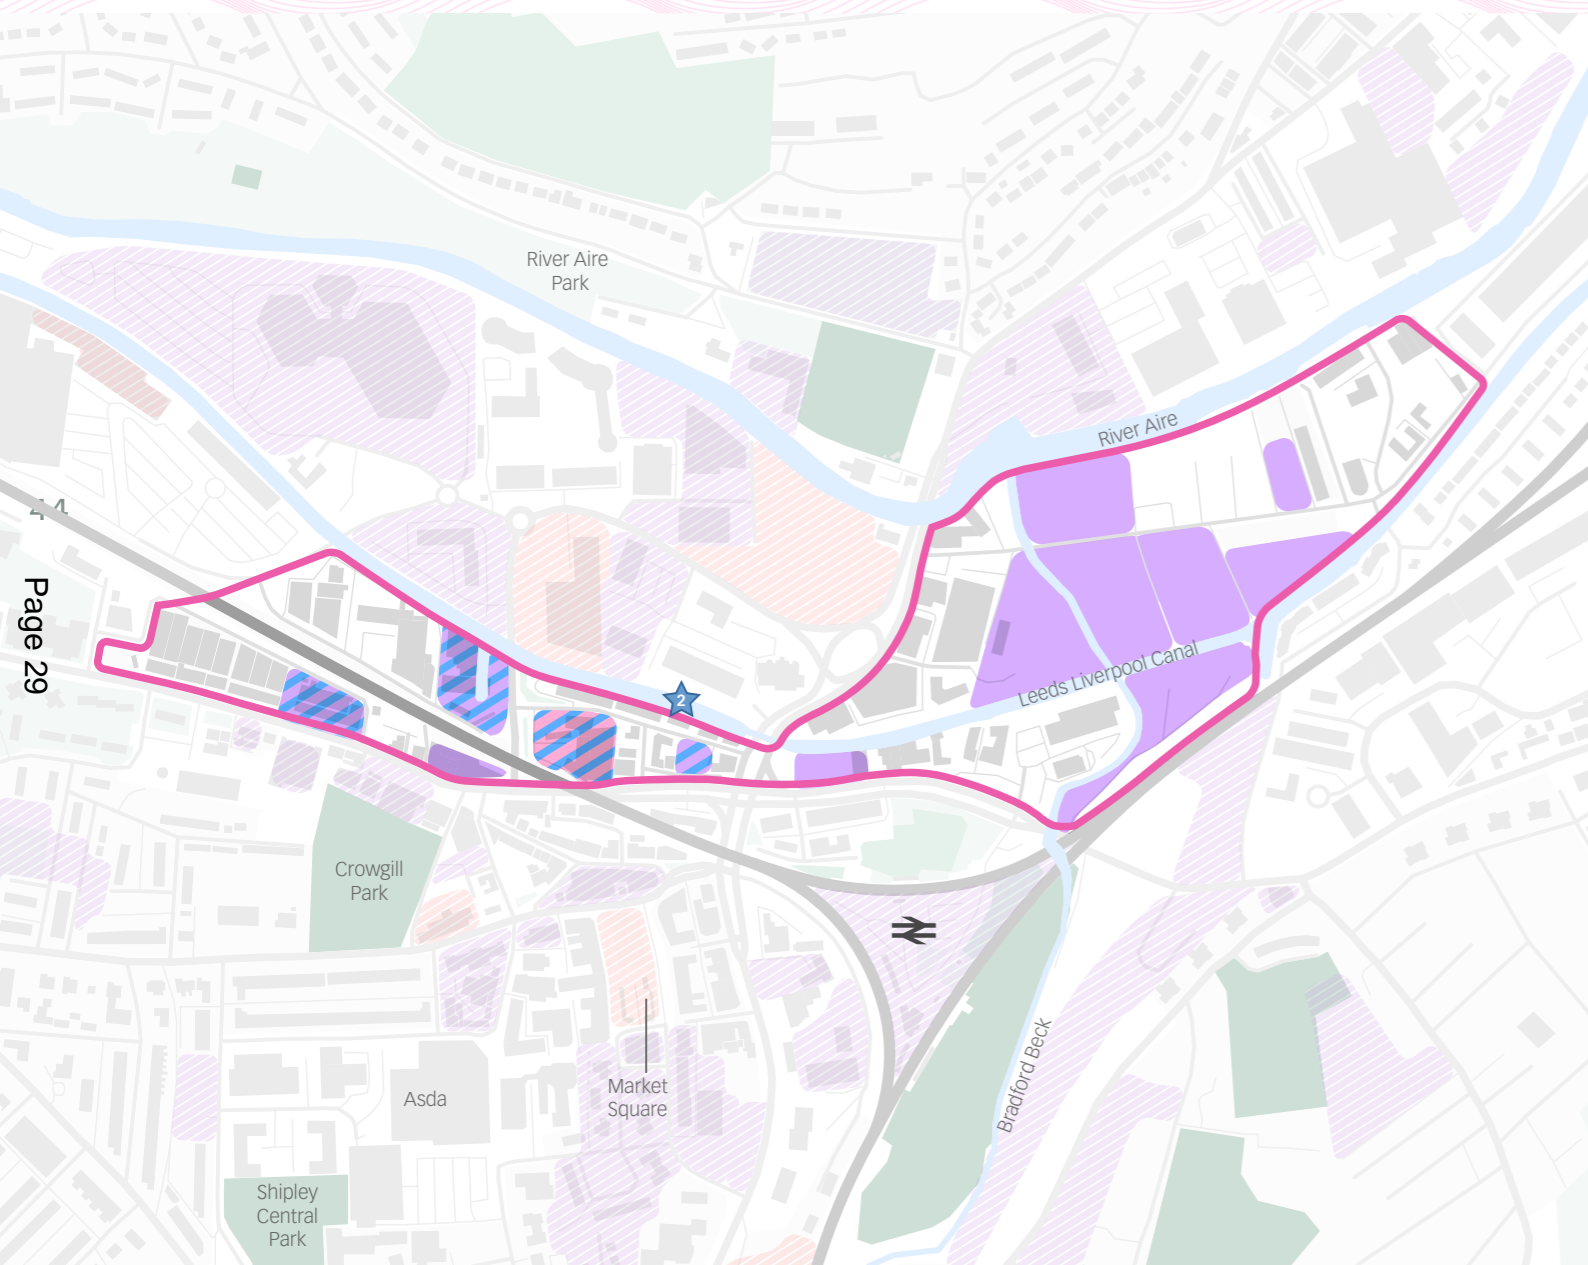 River Aire
Park
River Aire
44
Page 29
2
Leeds Liverpool Canal
Crowgill
Park
Bradford Beck
Market
Square
Asda
Shipley
Central
Park